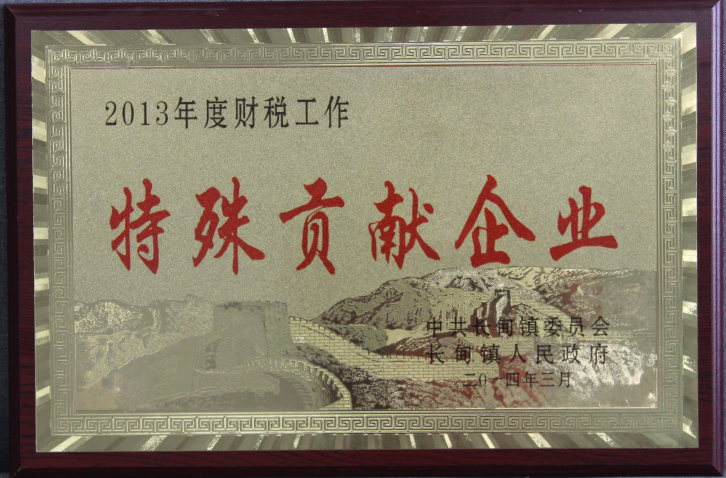 2013年度财税工作
特殊贡献企业
中共长甸镇委员会
长甸镇人民政府
二〇一四年三月